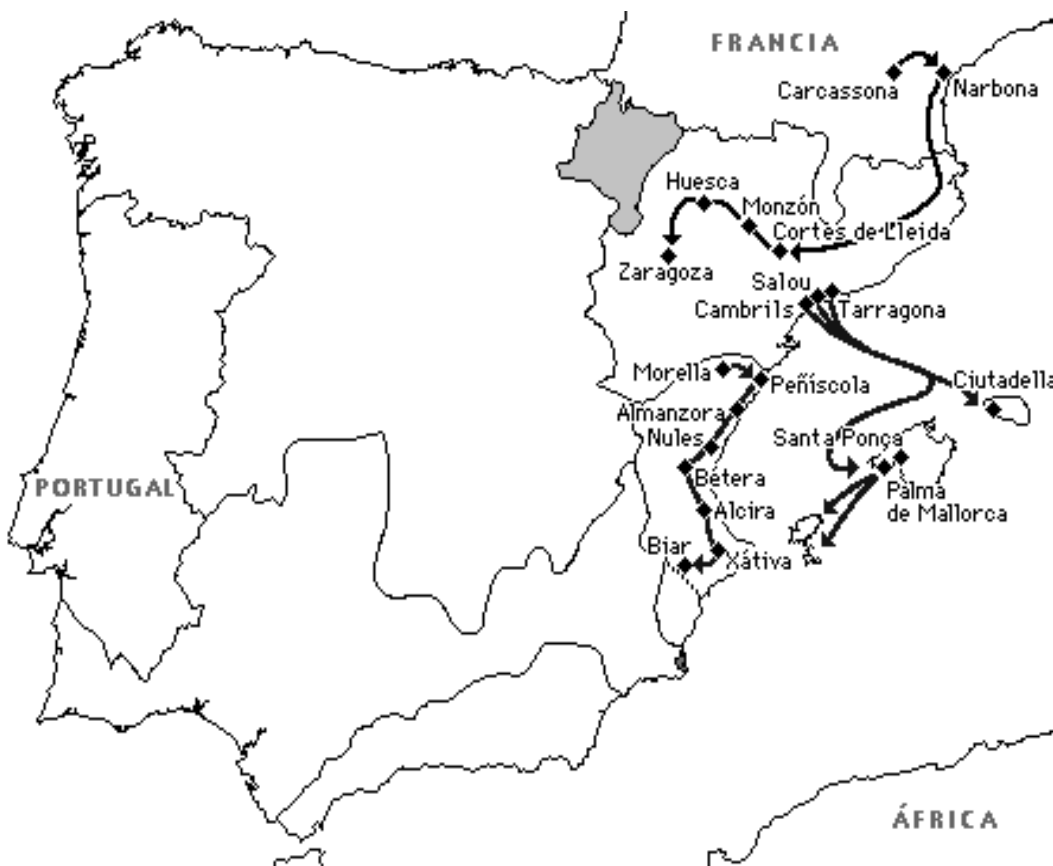 FRANCIA
Carcassona
Narbona
Huesca
Monzón
Cortes de Lleida
Zaragoza
Salou
Cambrils
Tarragona
Morella
Peñíscola
Ciutadella
Almanzora
Nules
Santa Ponça
Bétera
PORTUGAL
Palma
de Mallorca
Alcira
Biar
Xátiva
ÁFRICA